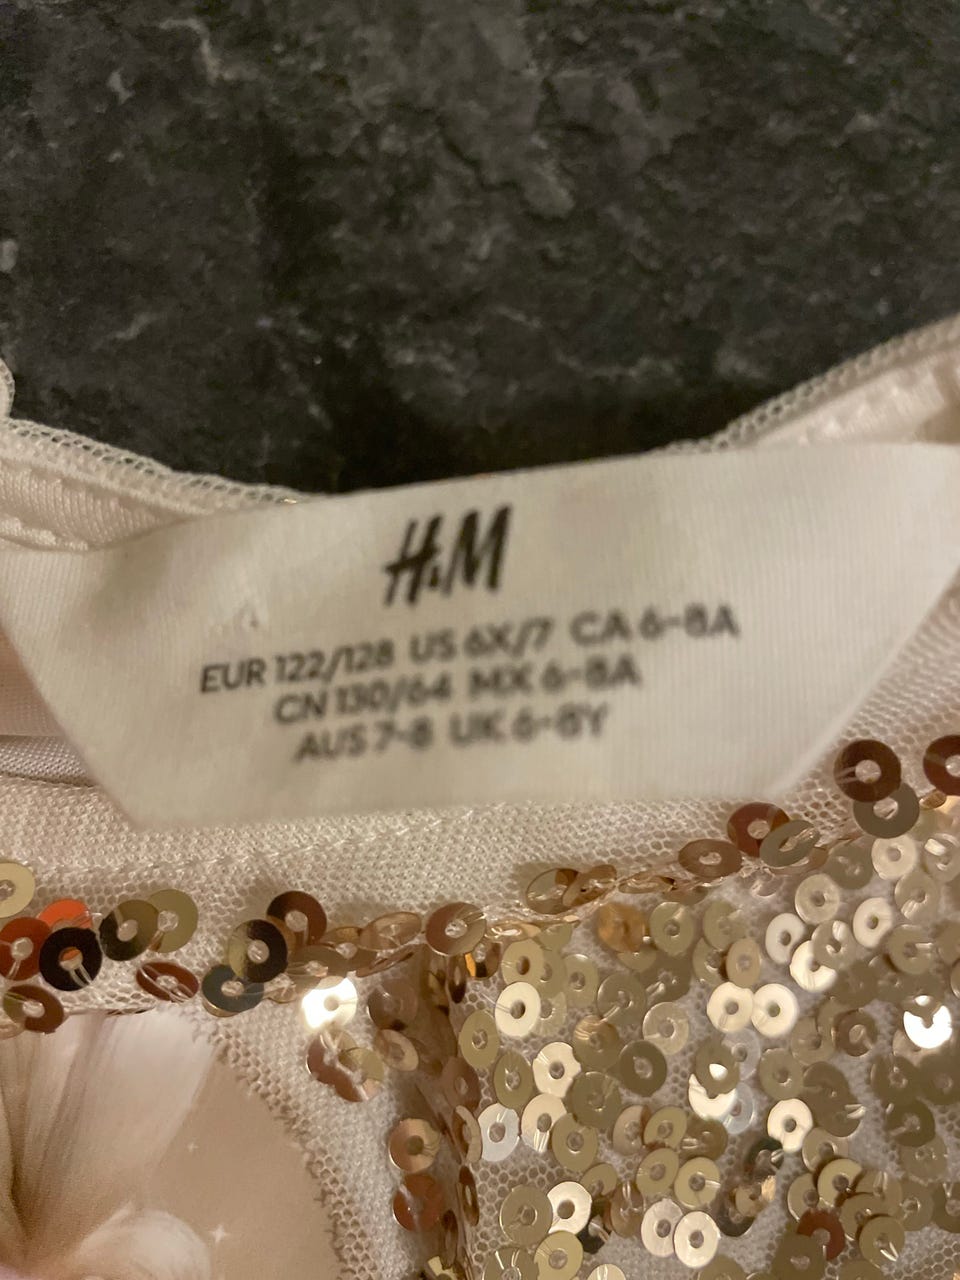 H&M
EUR 122/128 US 6X/7 CA 6-8A
CN 130/64 MX 6-8A
AUS 7-8 UK 6-8Y